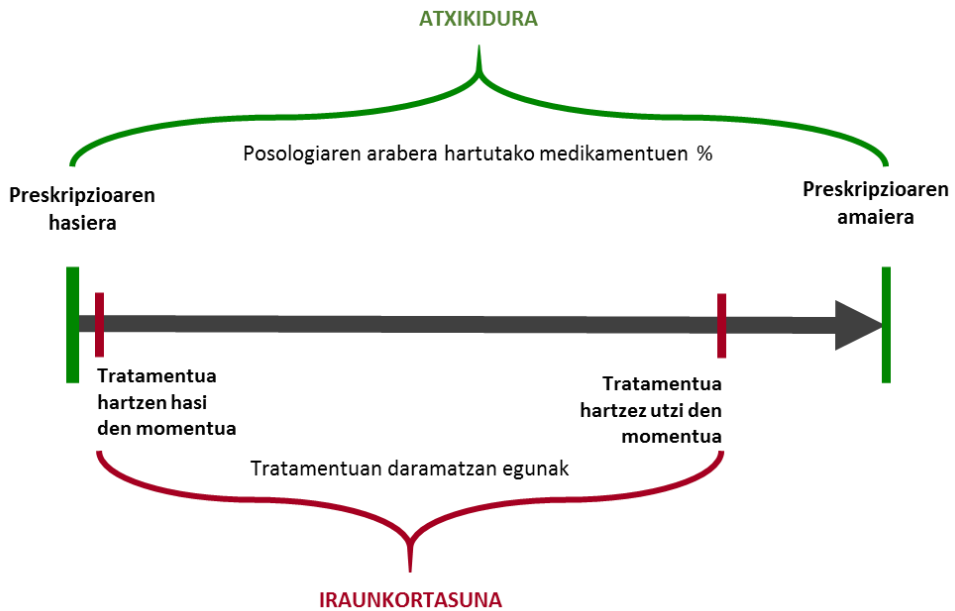 ATXIKIDURA
Posologiaren arabera hartutako medikamentuen %
Preskripzioaren
hasiera
Preskripzioaren
amaiera
Tratamentua
hartzen hasi
den momentua
Tratamentua
hartzez utzi den
momentua
Tratamentuan daramatzan egunak
IRAUNKORTASUNA